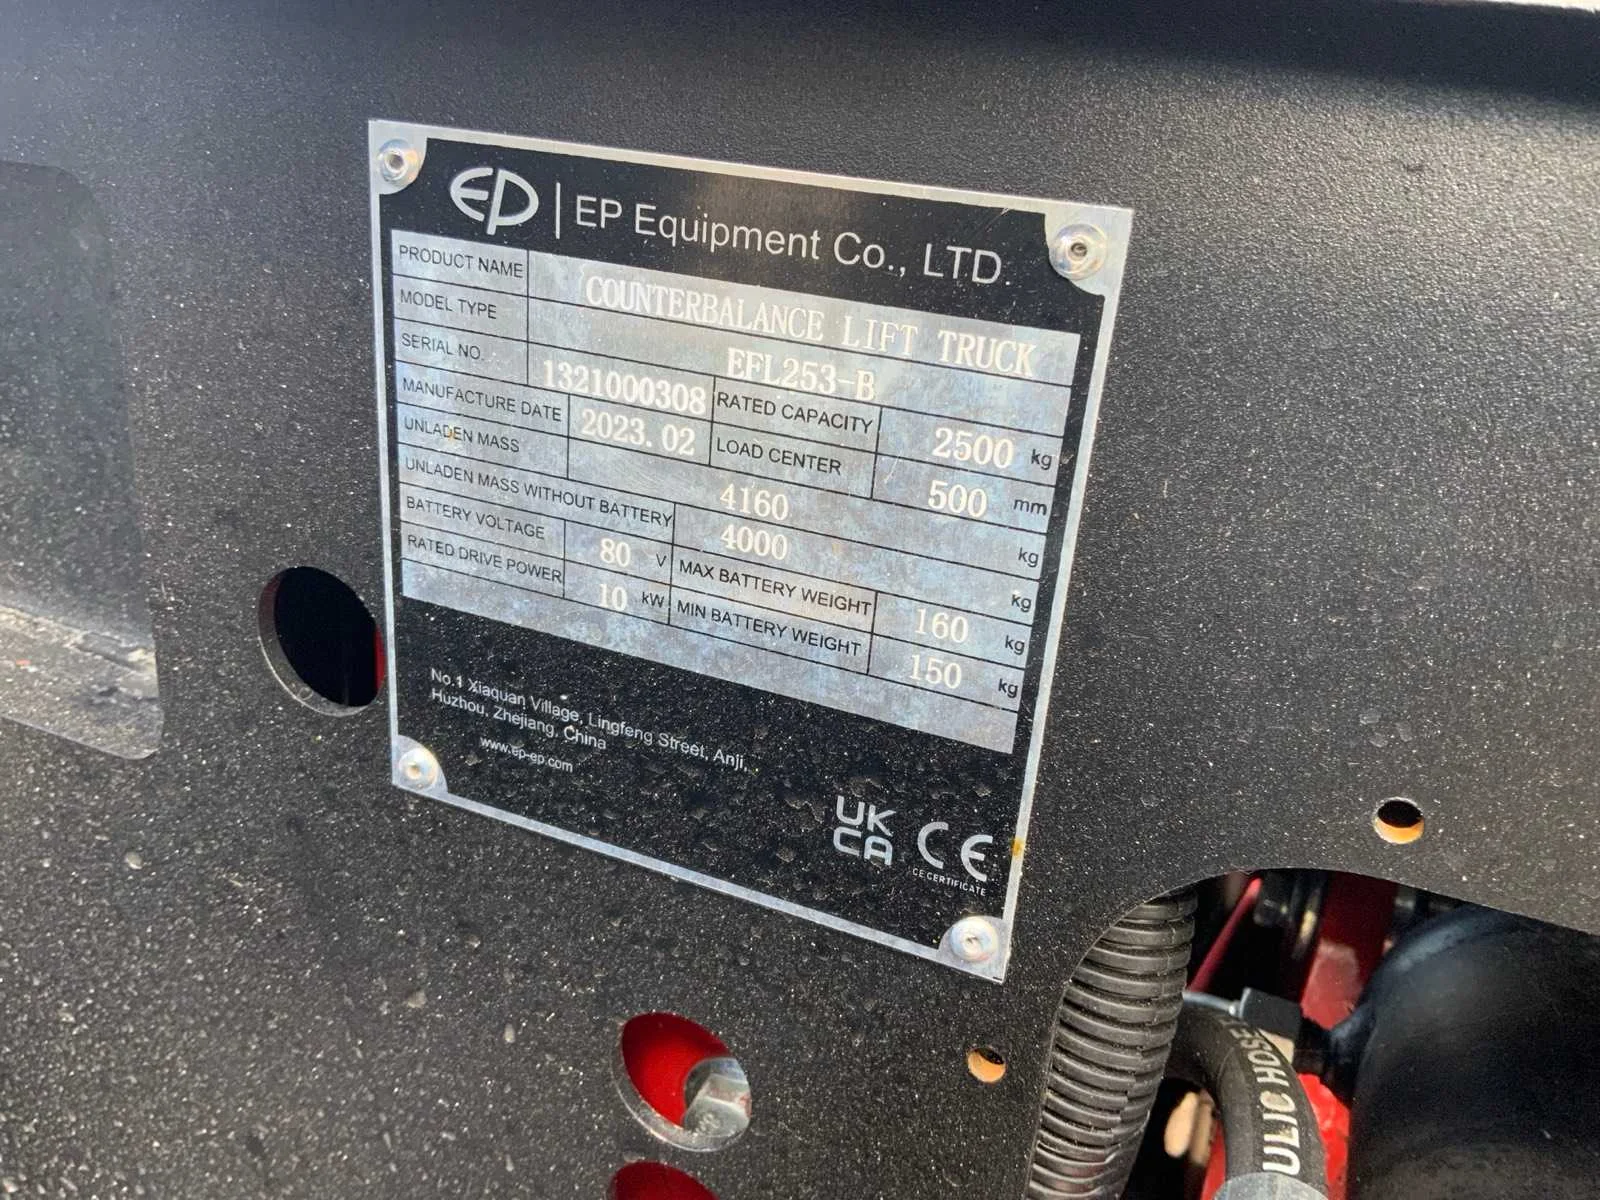 EP | EP Equipment Co., LTD.
PRODUCT NAME COUNTERBALANCE LIFT TRUCK
MODEL TYPE EFL253-B
SERIAL NO. 1321000308 RATED CAPACITY 2500 kg
MANUFACTURE DATE 2023.02 LOAD CENTER 500 mm
UNLADEN MASS 4160 kg
UNLADEN MASS WITHOUT BATTERY 4000 kg
BATTERY VOLTAGE 80 V MAX BATTERY WEIGHT 160 kg
RATED DRIVE POWER 10 kW MIN BATTERY WEIGHT 150 kg
No.1 Xiaquan Village, Lingfeng Street, Anji,
Huzhou, Zhejiang, China
www.ep-ep.com
UK
CA
CE
CE CERTIFICATE
ULIC HOSE